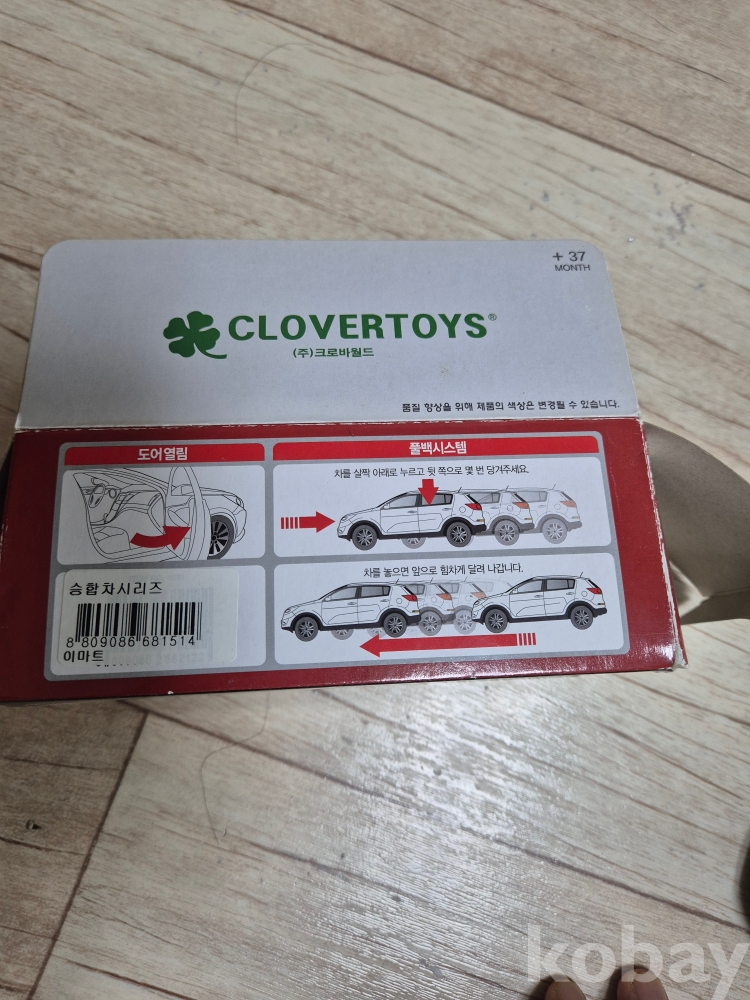 + 37
MONTH
CLOVERTOYS®
(주)크로바월드
품질 향상을 위해 제품의 색상은 변경될 수 있습니다.
도어열림
풀백시스템
차를 살짝 아래로 누르고 뒷 쪽으로 몇 번 당겨주세요.
차를 놓으면 앞으로 힘차게 달려 나갑니다.
승합차시리즈
8 809086 681514
이마트
kobay